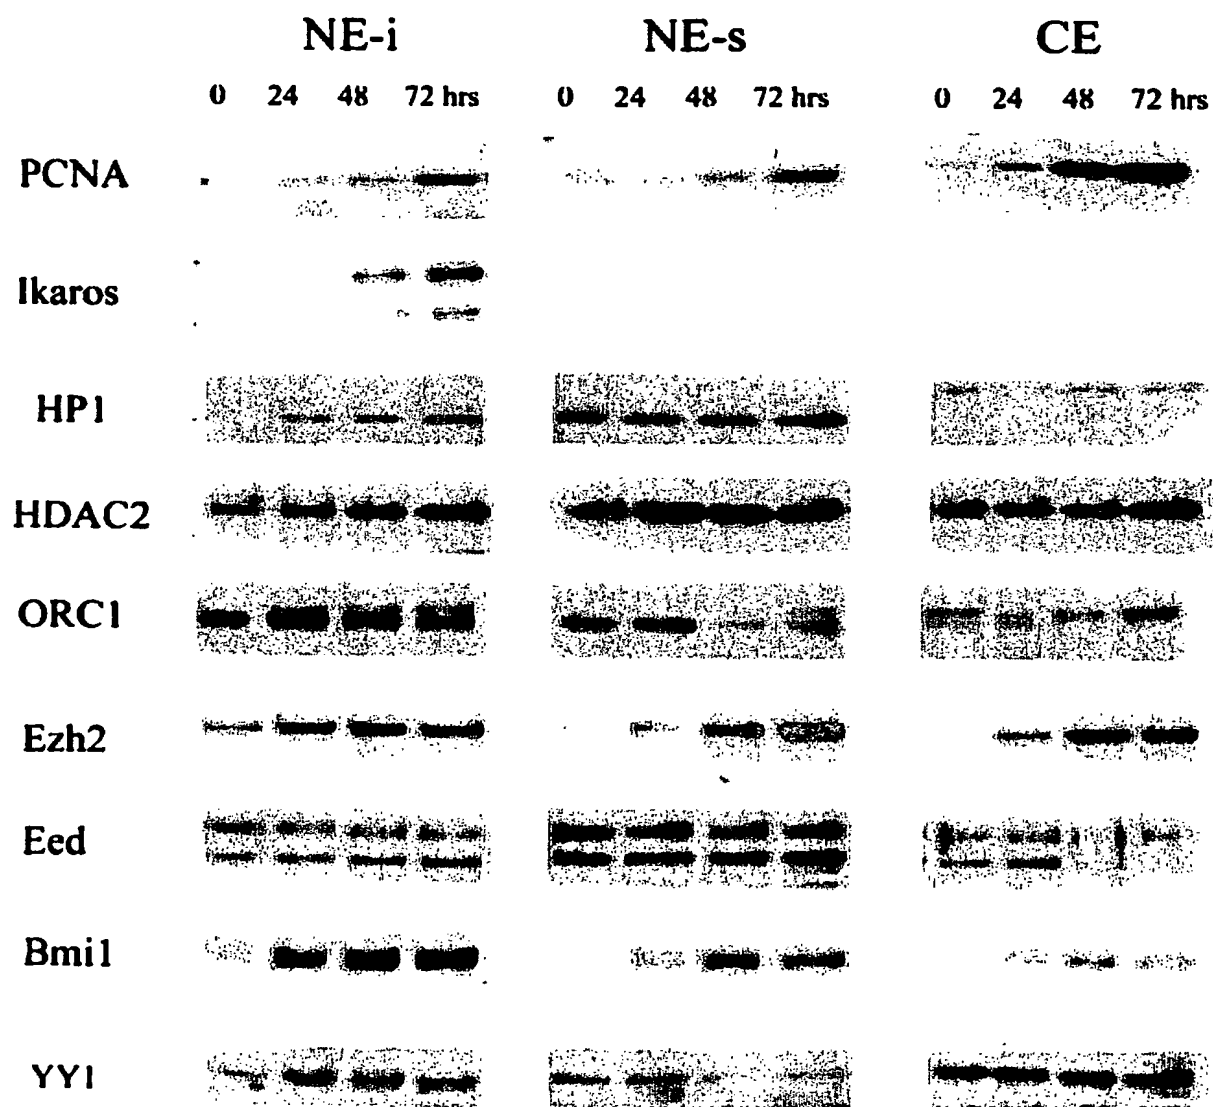 NE-i NE-s CE
0 24 48 72 hrs 0 24 48 72 hrs 0 24 48 72 hrs
PCNA
Ikaros
HP1
HDAC2
ORC1
Ezh2
Eed
Bmi1
YY1